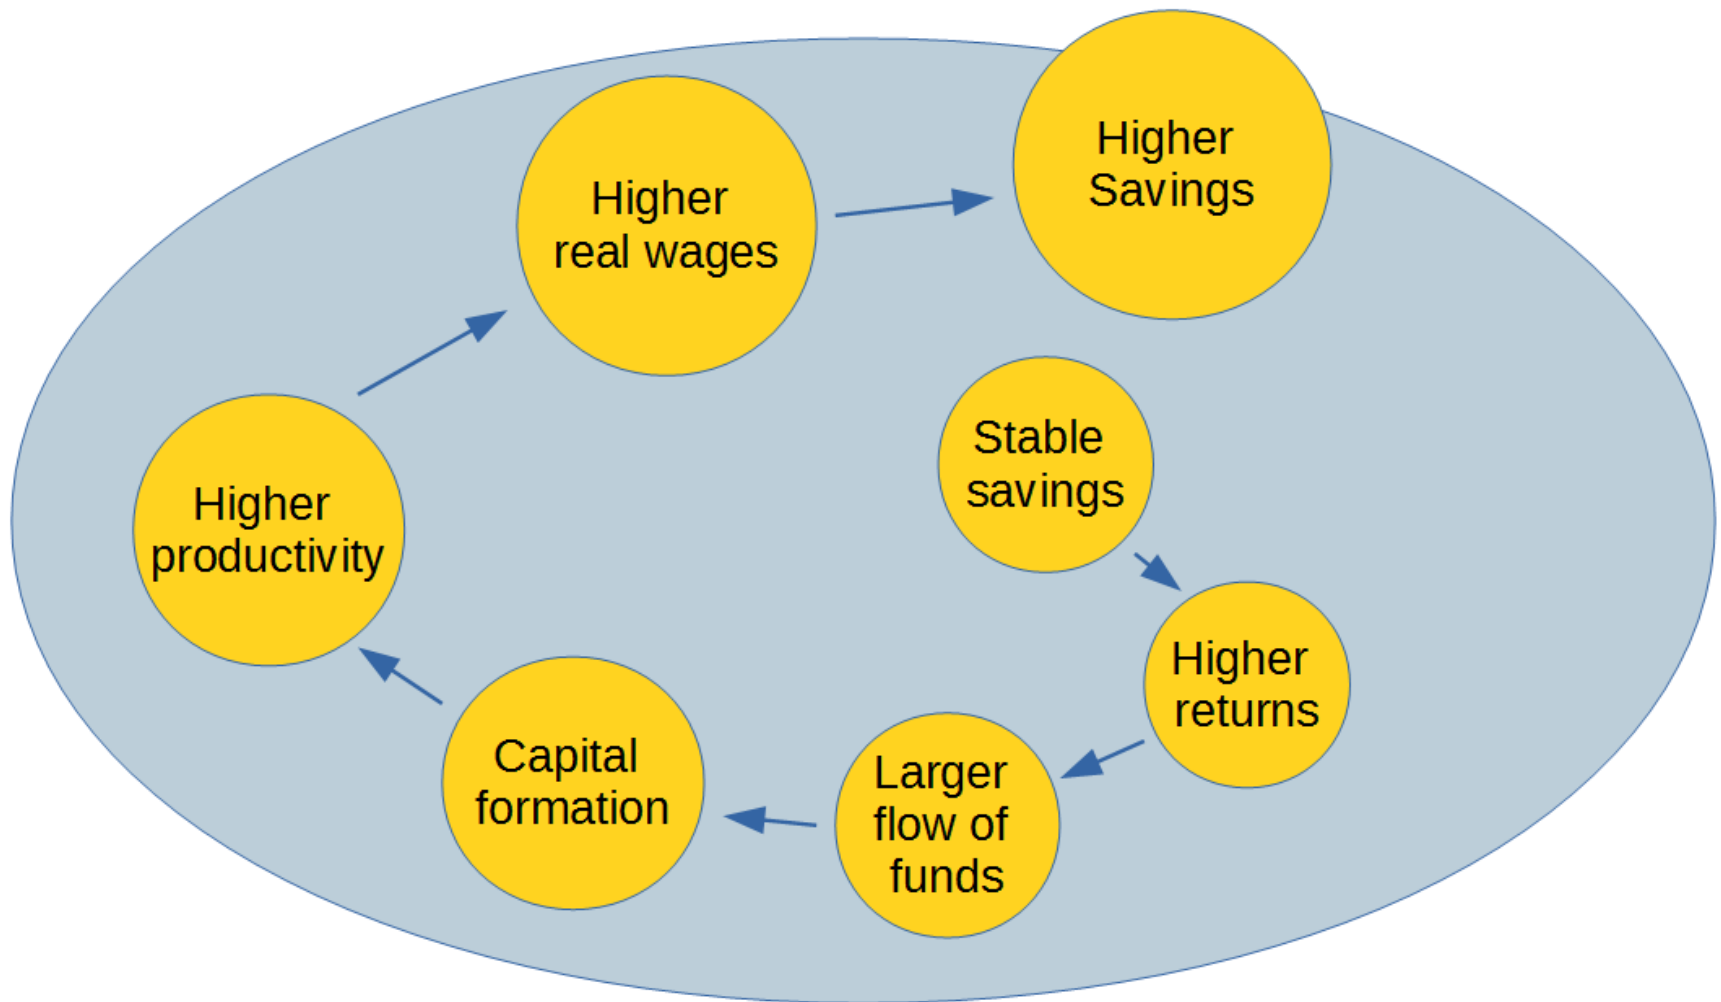 Higher
Savings
Higher
real wages
Stable
savings
Higher
productivity
Higher
returns
Capital
formation
Larger
flow of
funds